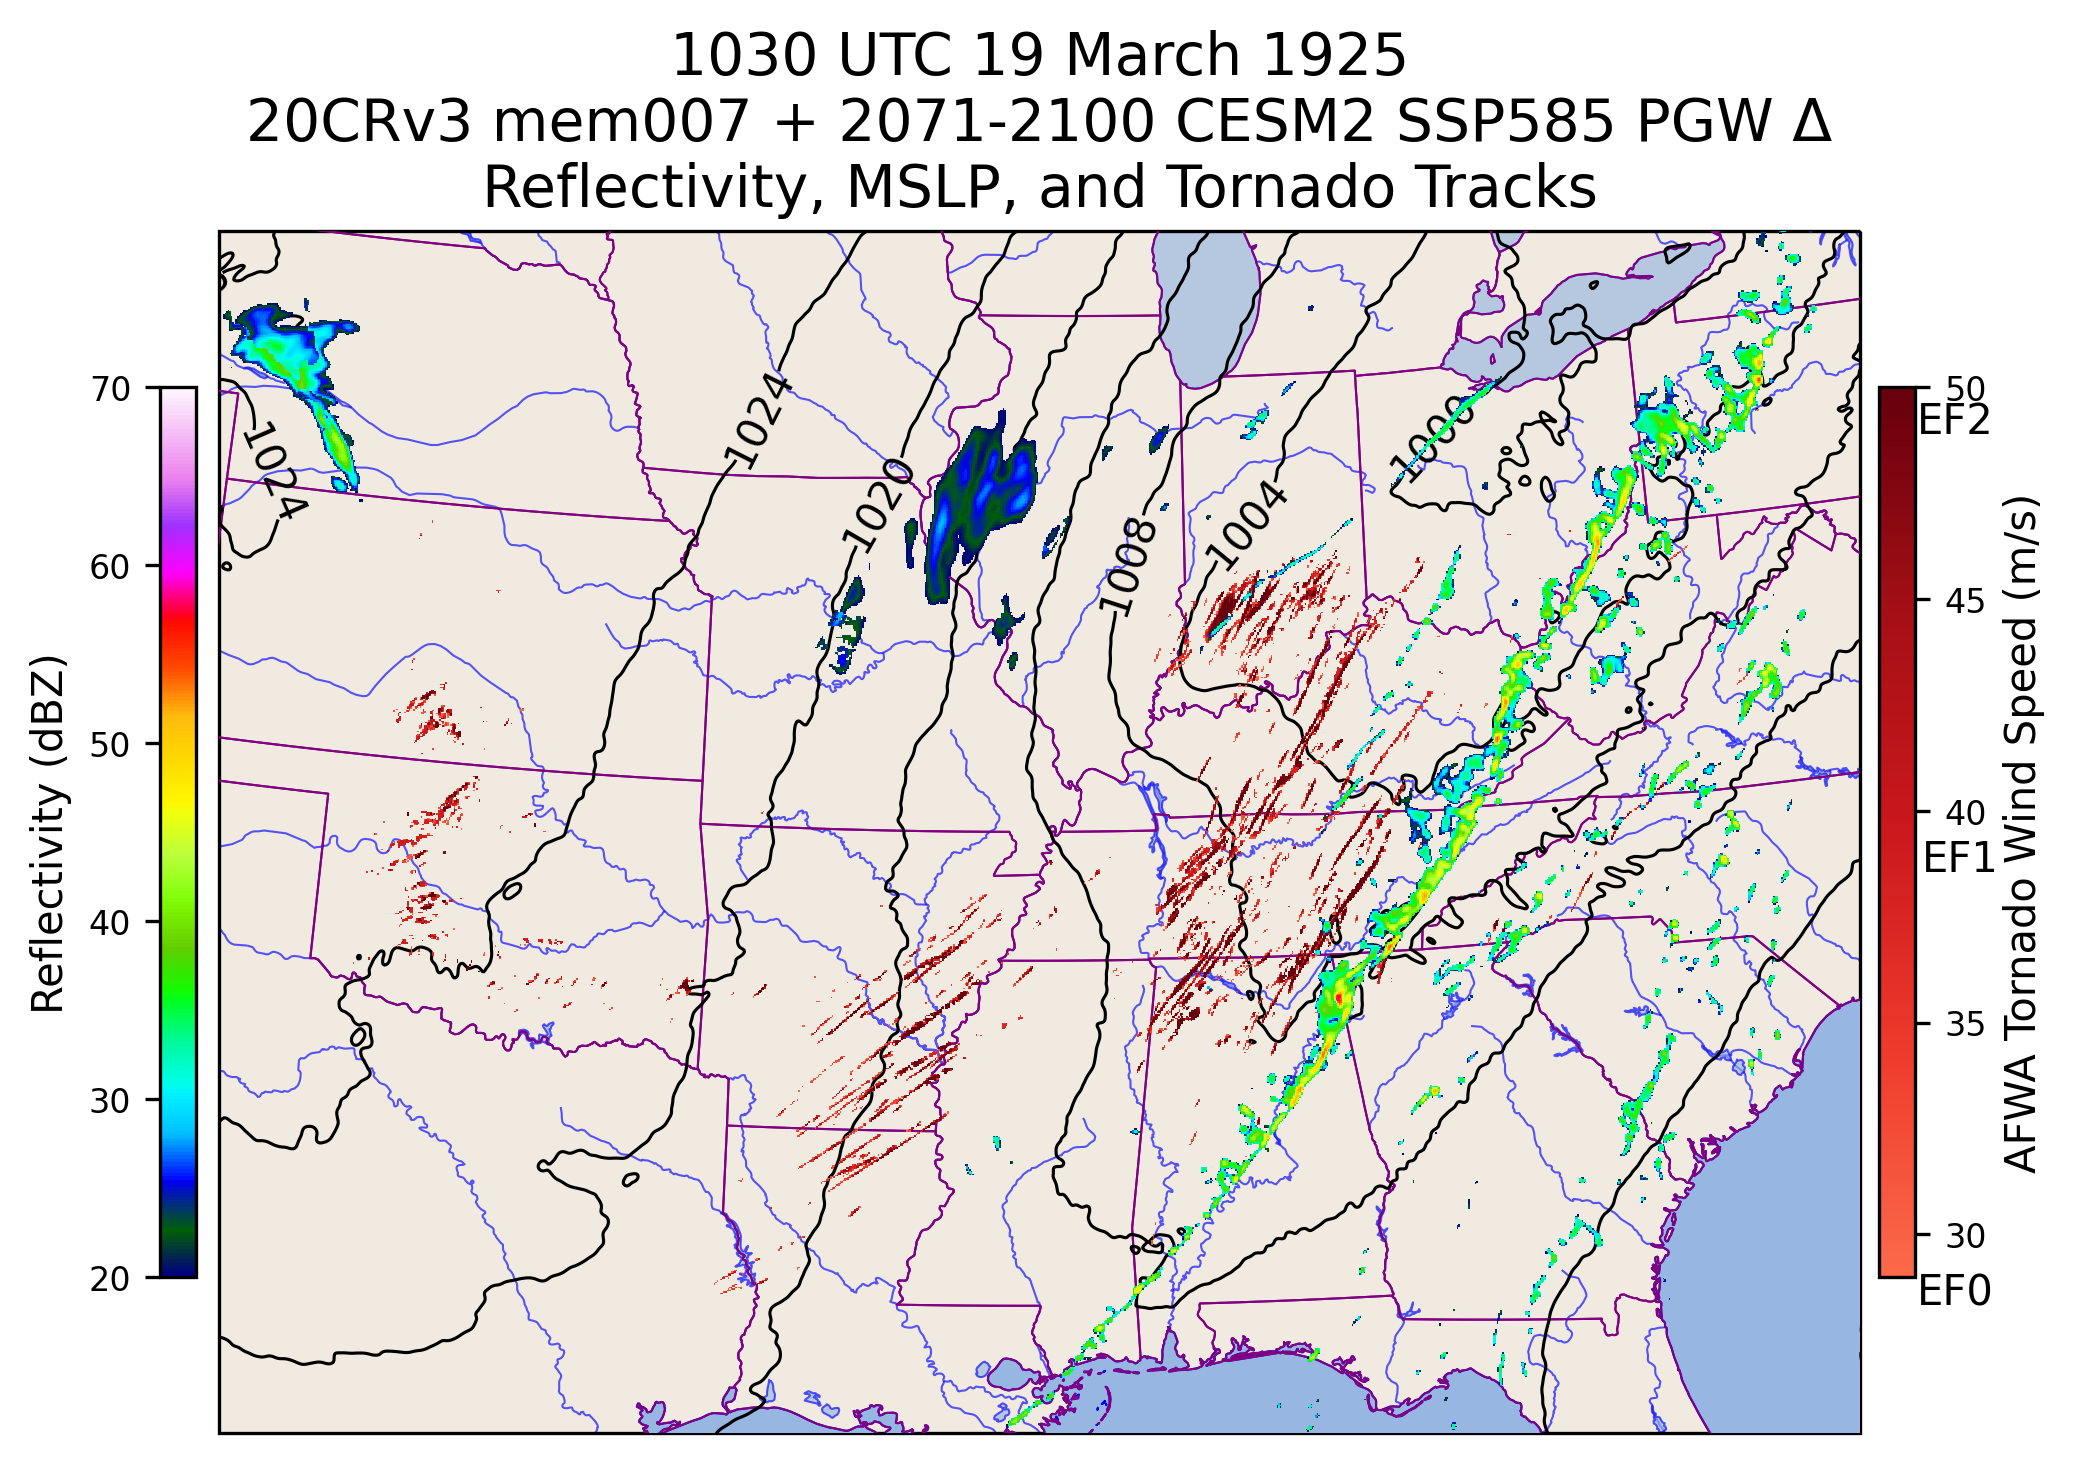 1030 UTC 19 March 1925
20CRv3 mem007 + 2071-2100 CESM2 SSP585 PGW Δ
Reflectivity, MSLP, and Tornado Tracks
Reflectivity (dBZ)
70
60
50
40
30
20
1024
1024
1020
1008
1004
1000
50
EF2
45
40
EF1
35
30
EF0
AFWA Tornado Wind Speed (m/s)